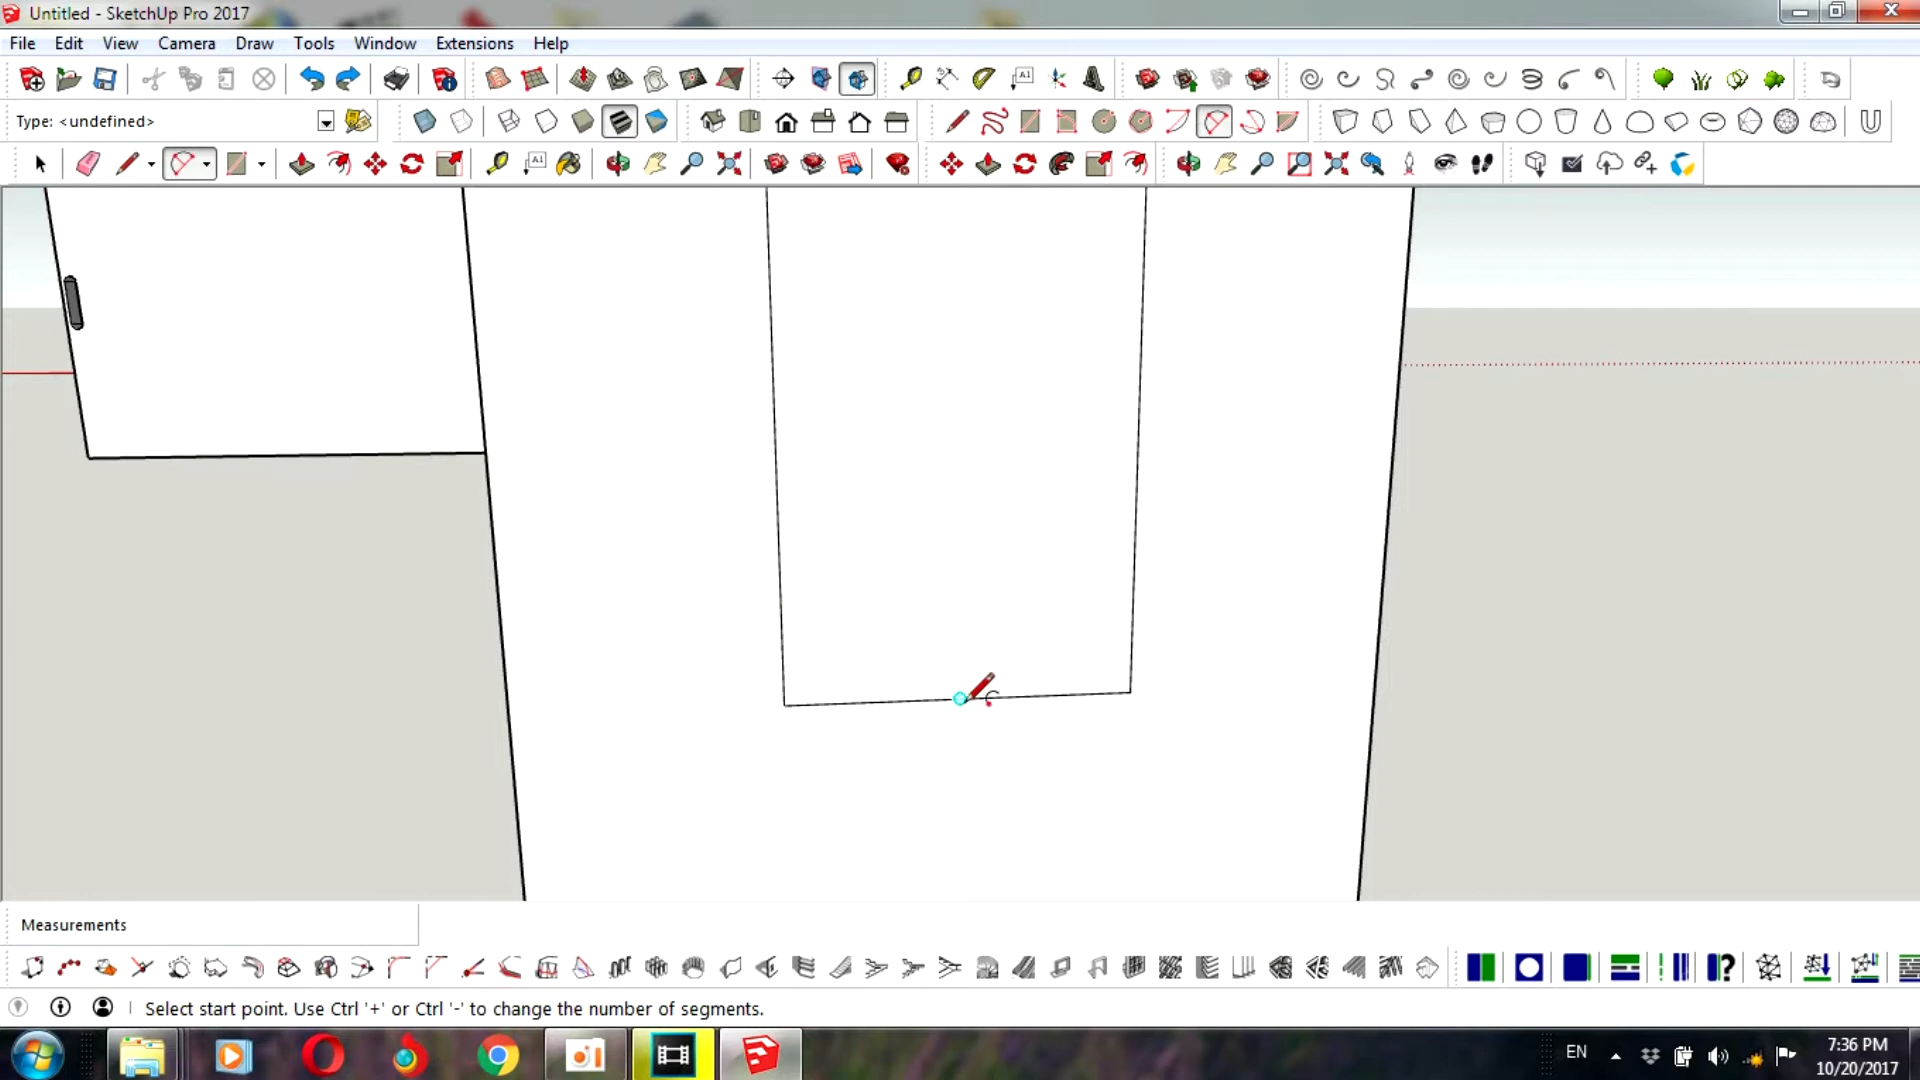 Untitled - SketchUp Pro 2017
File Edit View Camera Draw Tools Window Extensions Help
Type: <undefined>
Measurements
Select start point. Use Ctrl '+' or Ctrl '-' to change the number of segments.
EN
7:36 PM
10/20/2017